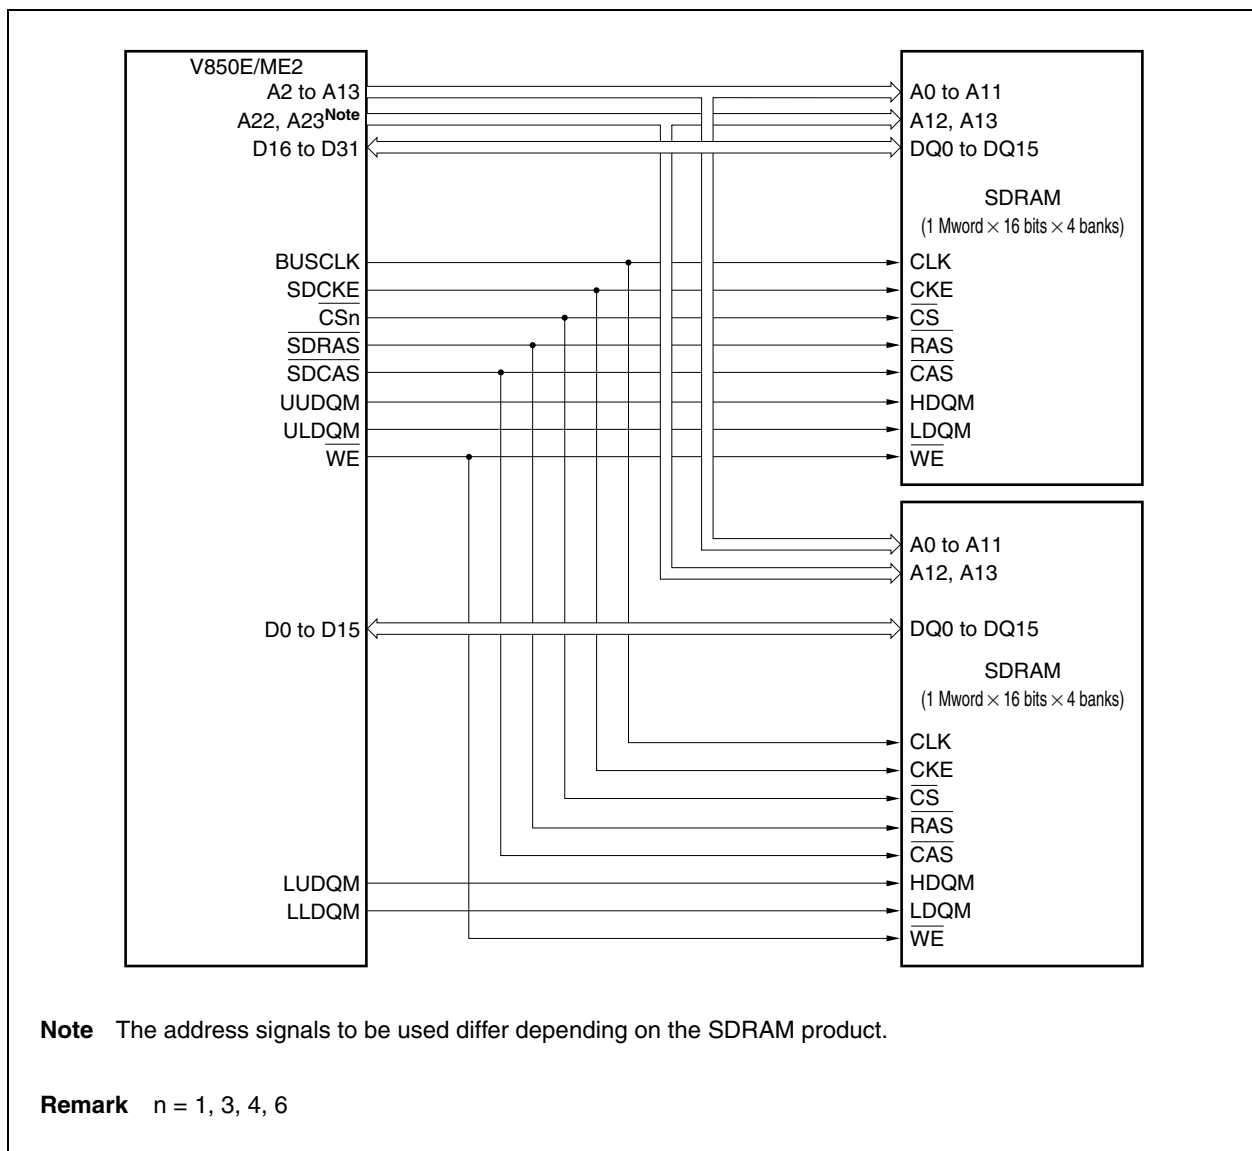 V850E/ME2
A2 to A13
A22, A23Note
D16 to D31
BUSCLK
SDCKE
CSn
SDRAS
SDCAS
UUDQM
ULDQM
WE
D0 to D15
LUDQM
LLDQM
A0 to A11
A12, A13
DQ0 to DQ15
SDRAM
(1 Mword × 16 bits × 4 banks)
CLK
CKE
CS
RAS
CAS
HDQM
LDQM
WE
A0 to A11
A12, A13
DQ0 to DQ15
SDRAM
(1 Mword × 16 bits × 4 banks)
CLK
CKE
CS
RAS
CAS
HDQM
LDQM
WE
Note The address signals to be used differ depending on the SDRAM product.
Remark n = 1, 3, 4, 6